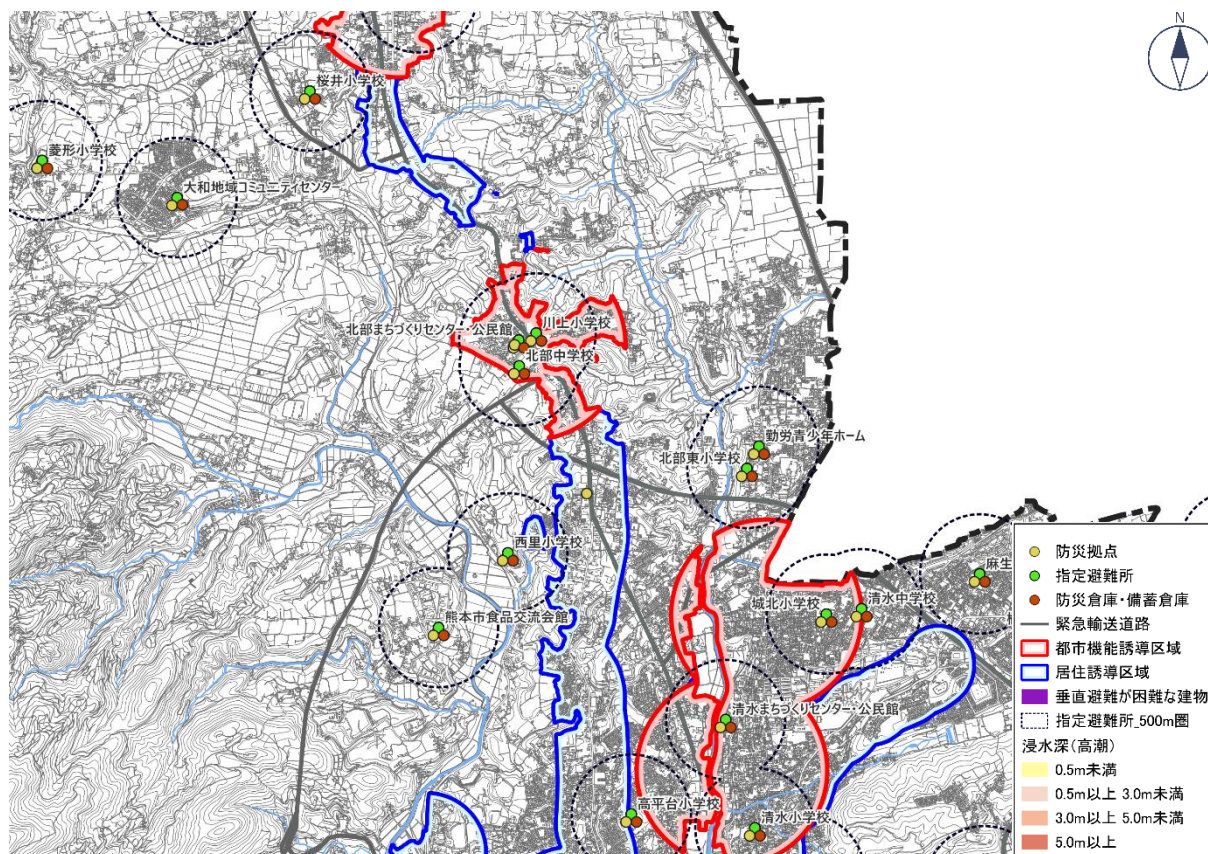 N
桜井小学校
菱形小学校
大和地域コミュニティセンター
北部まちづくりセンター・公民館
川上小学校
北部中学校
勤労青少年ホーム
北部東小学校
西里小学校
熊本市食品交流会館
城北小学校
清水中学校
麻生
清水まちづくりセンター・公民館
高平台小学校
清水小学校
防災拠点
指定避難所
防災倉庫・備蓄倉庫
緊急輸送道路
都市機能誘導区域
居住誘導区域
垂直避難が困難な建物
指定避難所_500m圏
浸水深(高潮)
0.5m未満
0.5m以上 3.0m未満
3.0m以上 5.0m未満
5.0m以上